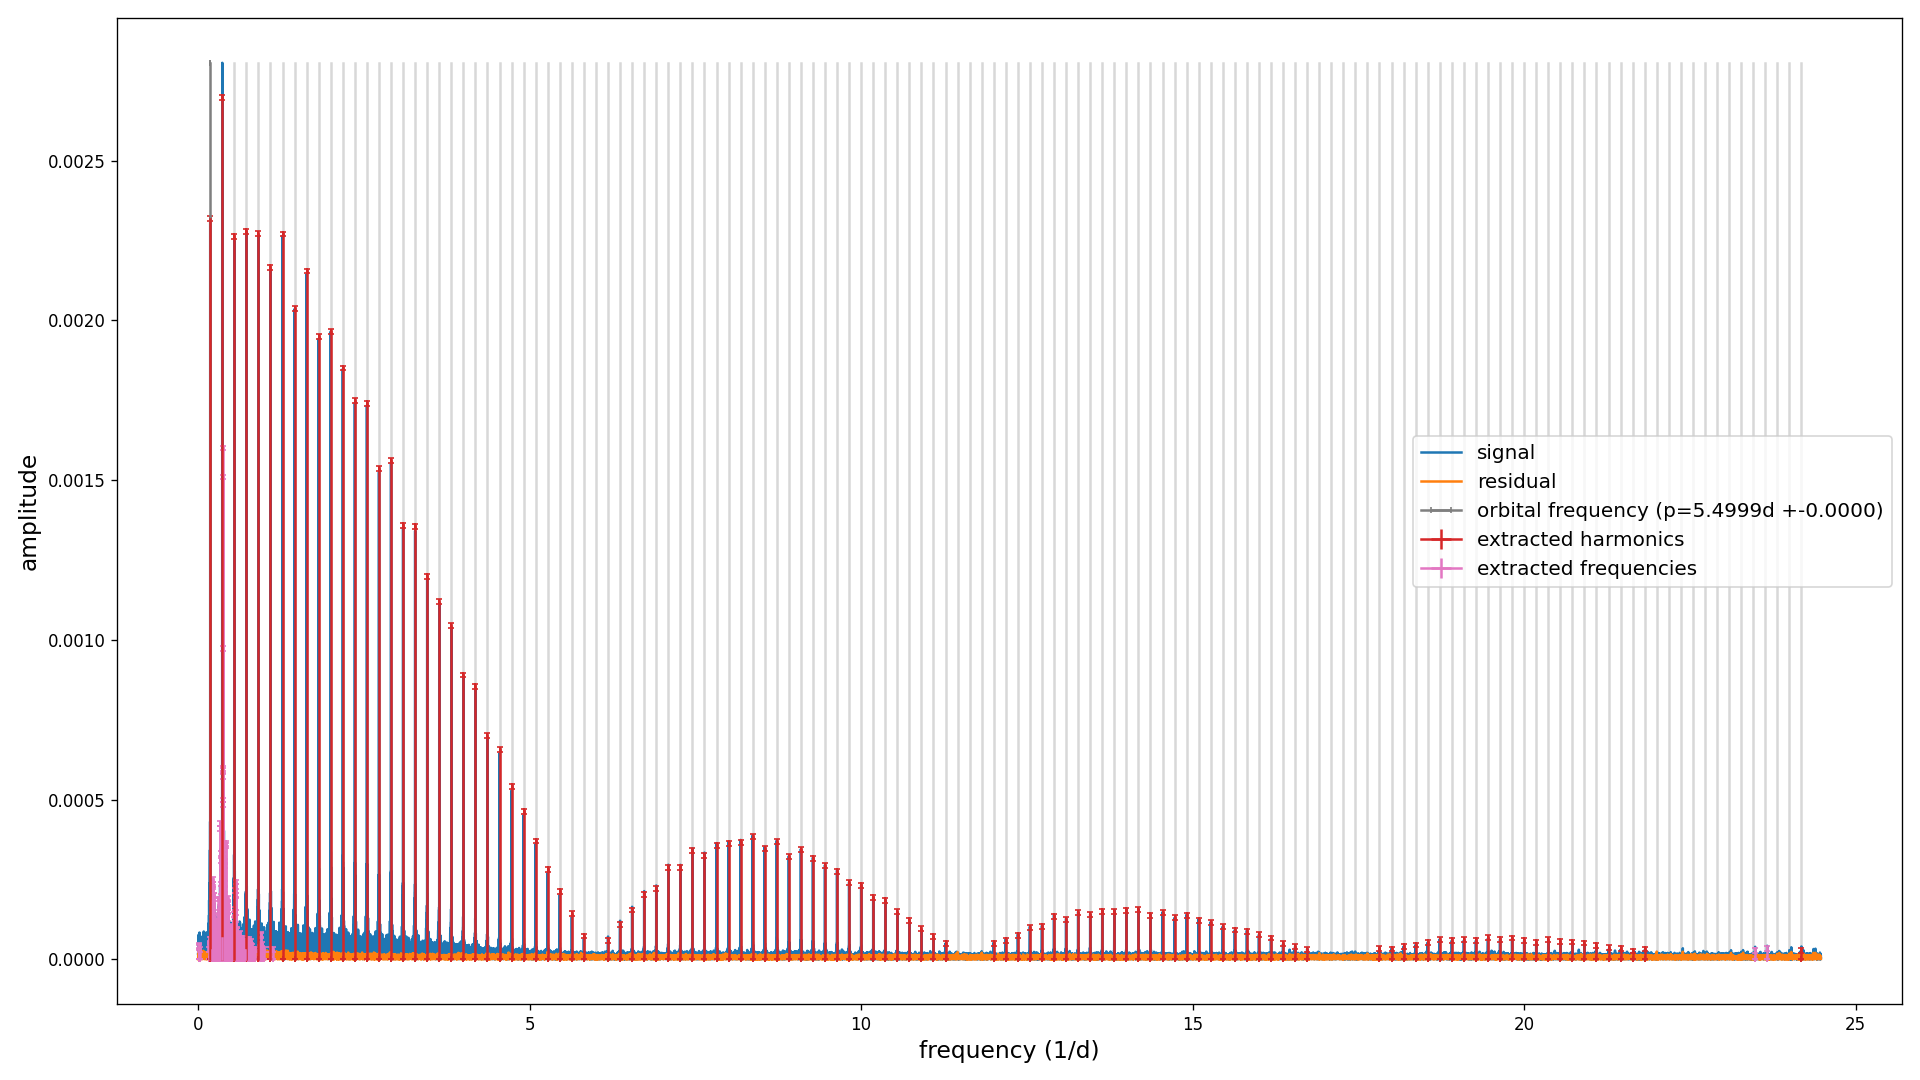 amplitude
0.0025
0.0020
0.0015
0.0010
0.0005
0.0000
signal
residual
orbital frequency (p=5.4999d +-0.0000)
extracted harmonics
extracted frequencies
0 5 10 15 20 25
frequency (1/d)